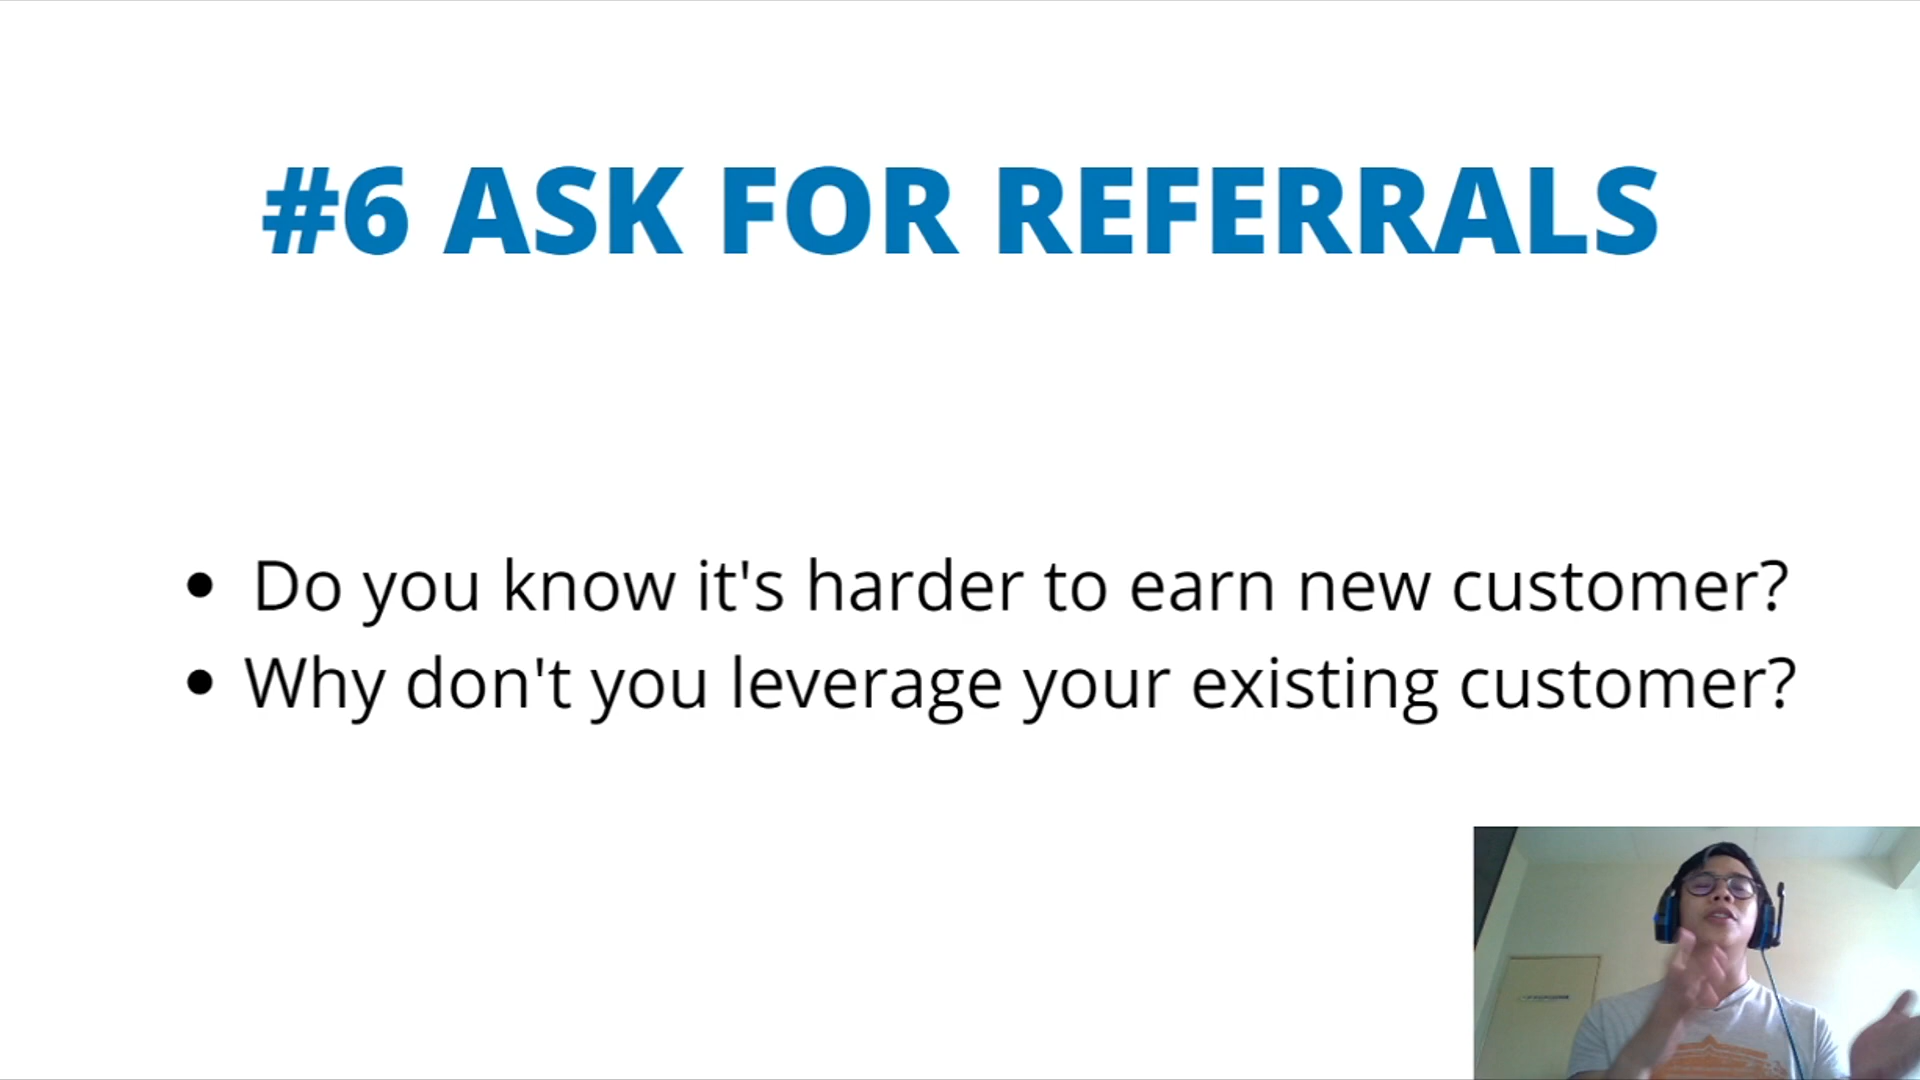 #6 ASK FOR REFERRALS
• Do you know it's harder to earn new customer?
• Why don't you leverage your existing customer?